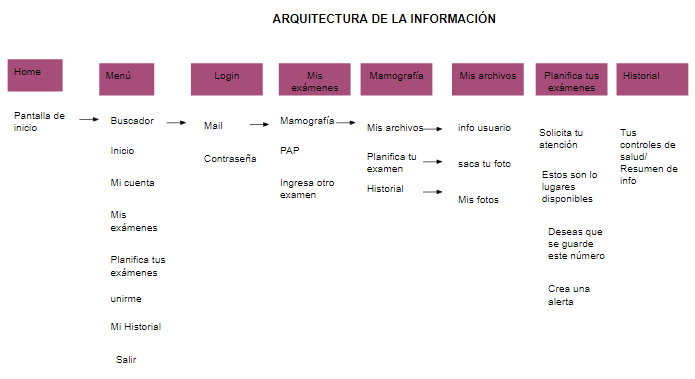 ARQUITECTURA DE LA INFORMACIÓN
Home
Menú
Login
Mis
exámenes
Mamografía
Mis archivos
Planifica tus
exámenes
Historial
Pantalla de
inicio
Buscador
Inicio
Mi cuenta
Mis
exámenes
Planifica tus
exámenes
unirme
Mi Historial
Salir
Mail
Contraseña
Mamografía
PAP
Ingresa otro
examen
Mis archivos
Planifica tu
examen
Historial
info usuario
saca tu foto
Mis fotos
Solicita tu
atención
Estos son lo
lugares
disponibles
Deseas que
se guarde
este número
Crea una
alerta
Tus
controles de
salud/
Resumen de
info